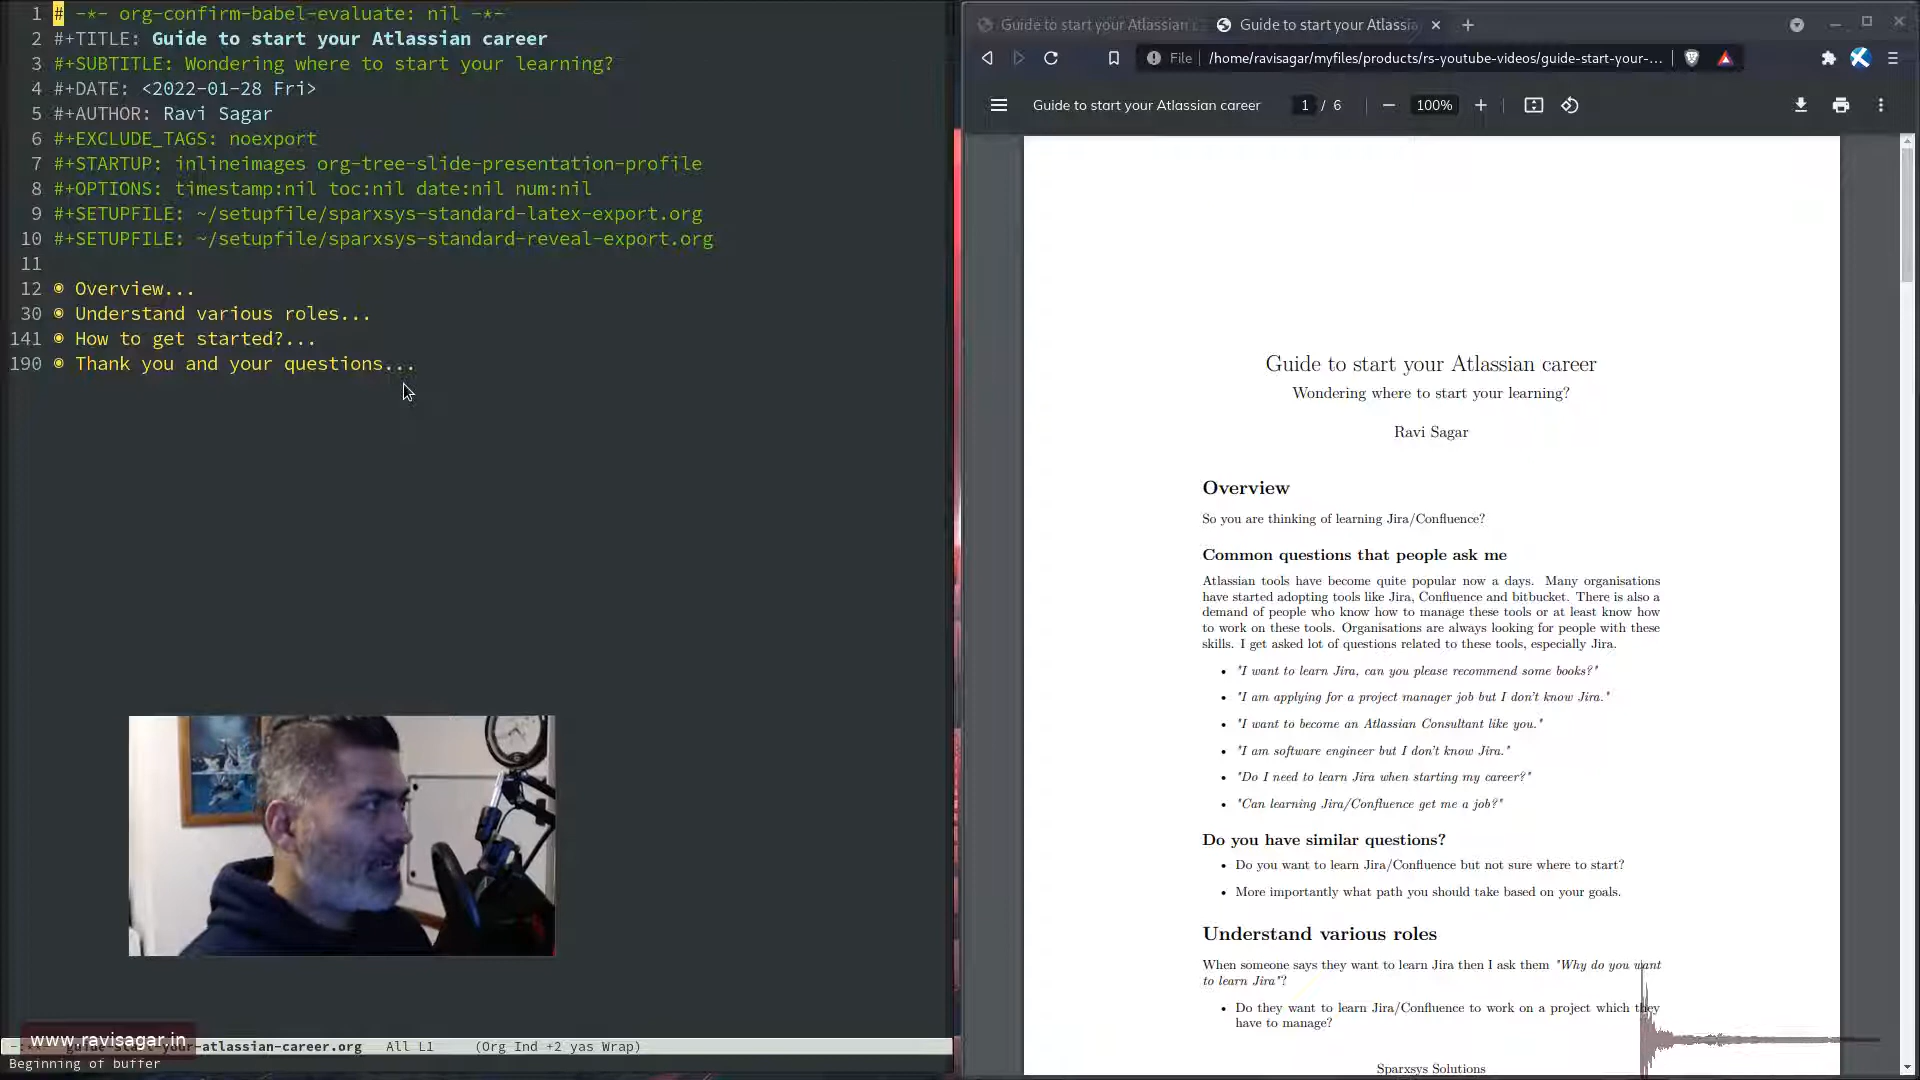 1 # -*- org-confirm-babel-evaluate: nil -*-
2 #+TITLE: Guide to start your Atlassian career
3 #+SUBTITLE: Wondering where to start your learning?
4 #+DATE: <2022-01-28 Fri>
5 #+AUTHOR: Ravi Sagar
6 #+EXCLUDE_TAGS: noexport
7 #+STARTUP: inlineimages org-tree-slide-presentation-profile
8 #+OPTIONS: timestamp:nil toc:nil date:nil num:nil
9 #+SETUPFILE: ~/setupfile/sparxsys-standard-latex-export.org
10 #+SETUPFILE: ~/setupfile/sparxsys-standard-reveal-export.org
11
12 ◉ Overview...
30 ◉ Understand various roles...
141 ◉ How to get started?...
190 ◉ Thank you and your questions...
www.ravisagar.in
guide-start-your-atlassian-career.org All L1 (Org Ind +2 yas Wrap)
Beginning of buffer
Guide to start your Atlassian
Guide to start your Atlassia
File /home/ravisagar/myfiles/products/rs-youtube-videos/guide-start-your-...
Guide to start your Atlassian career 1 / 6 100%
Guide to start your Atlassian career
Wondering where to start your learning?
Ravi Sagar
Overview
So you are thinking of learning Jira/Confluence?
Common questions that people ask me
Atlassian tools have become quite popular now a days. Many organisations
have started adopting tools like Jira, Confluence and bitbucket. There is also a
demand of people who know how to manage these tools or at least know how
to work on these tools. Organisations are always looking for people with these
skills. I get asked lot of questions related to these tools, especially Jira.
• "I want to learn Jira, can you please recommend some books?"
• "I am applying for a project manager job but I don't know Jira."
• "I want to become an Atlassian Consultant like you."
• "I am software engineer but I don't know Jira."
• "Do I need to learn Jira when starting my career?"
• "Can learning Jira/Confluence get me a job?"
Do you have similar questions?
• Do you want to learn Jira/Confluence but not sure where to start?
• More importantly what path you should take based on your goals.
Understand various roles
When someone says they want to learn Jira then I ask them "Why do you want
to learn Jira"?
• Do they want to learn Jira/Confluence to work on a project which they
have to manage?
Sparxsys Solutions